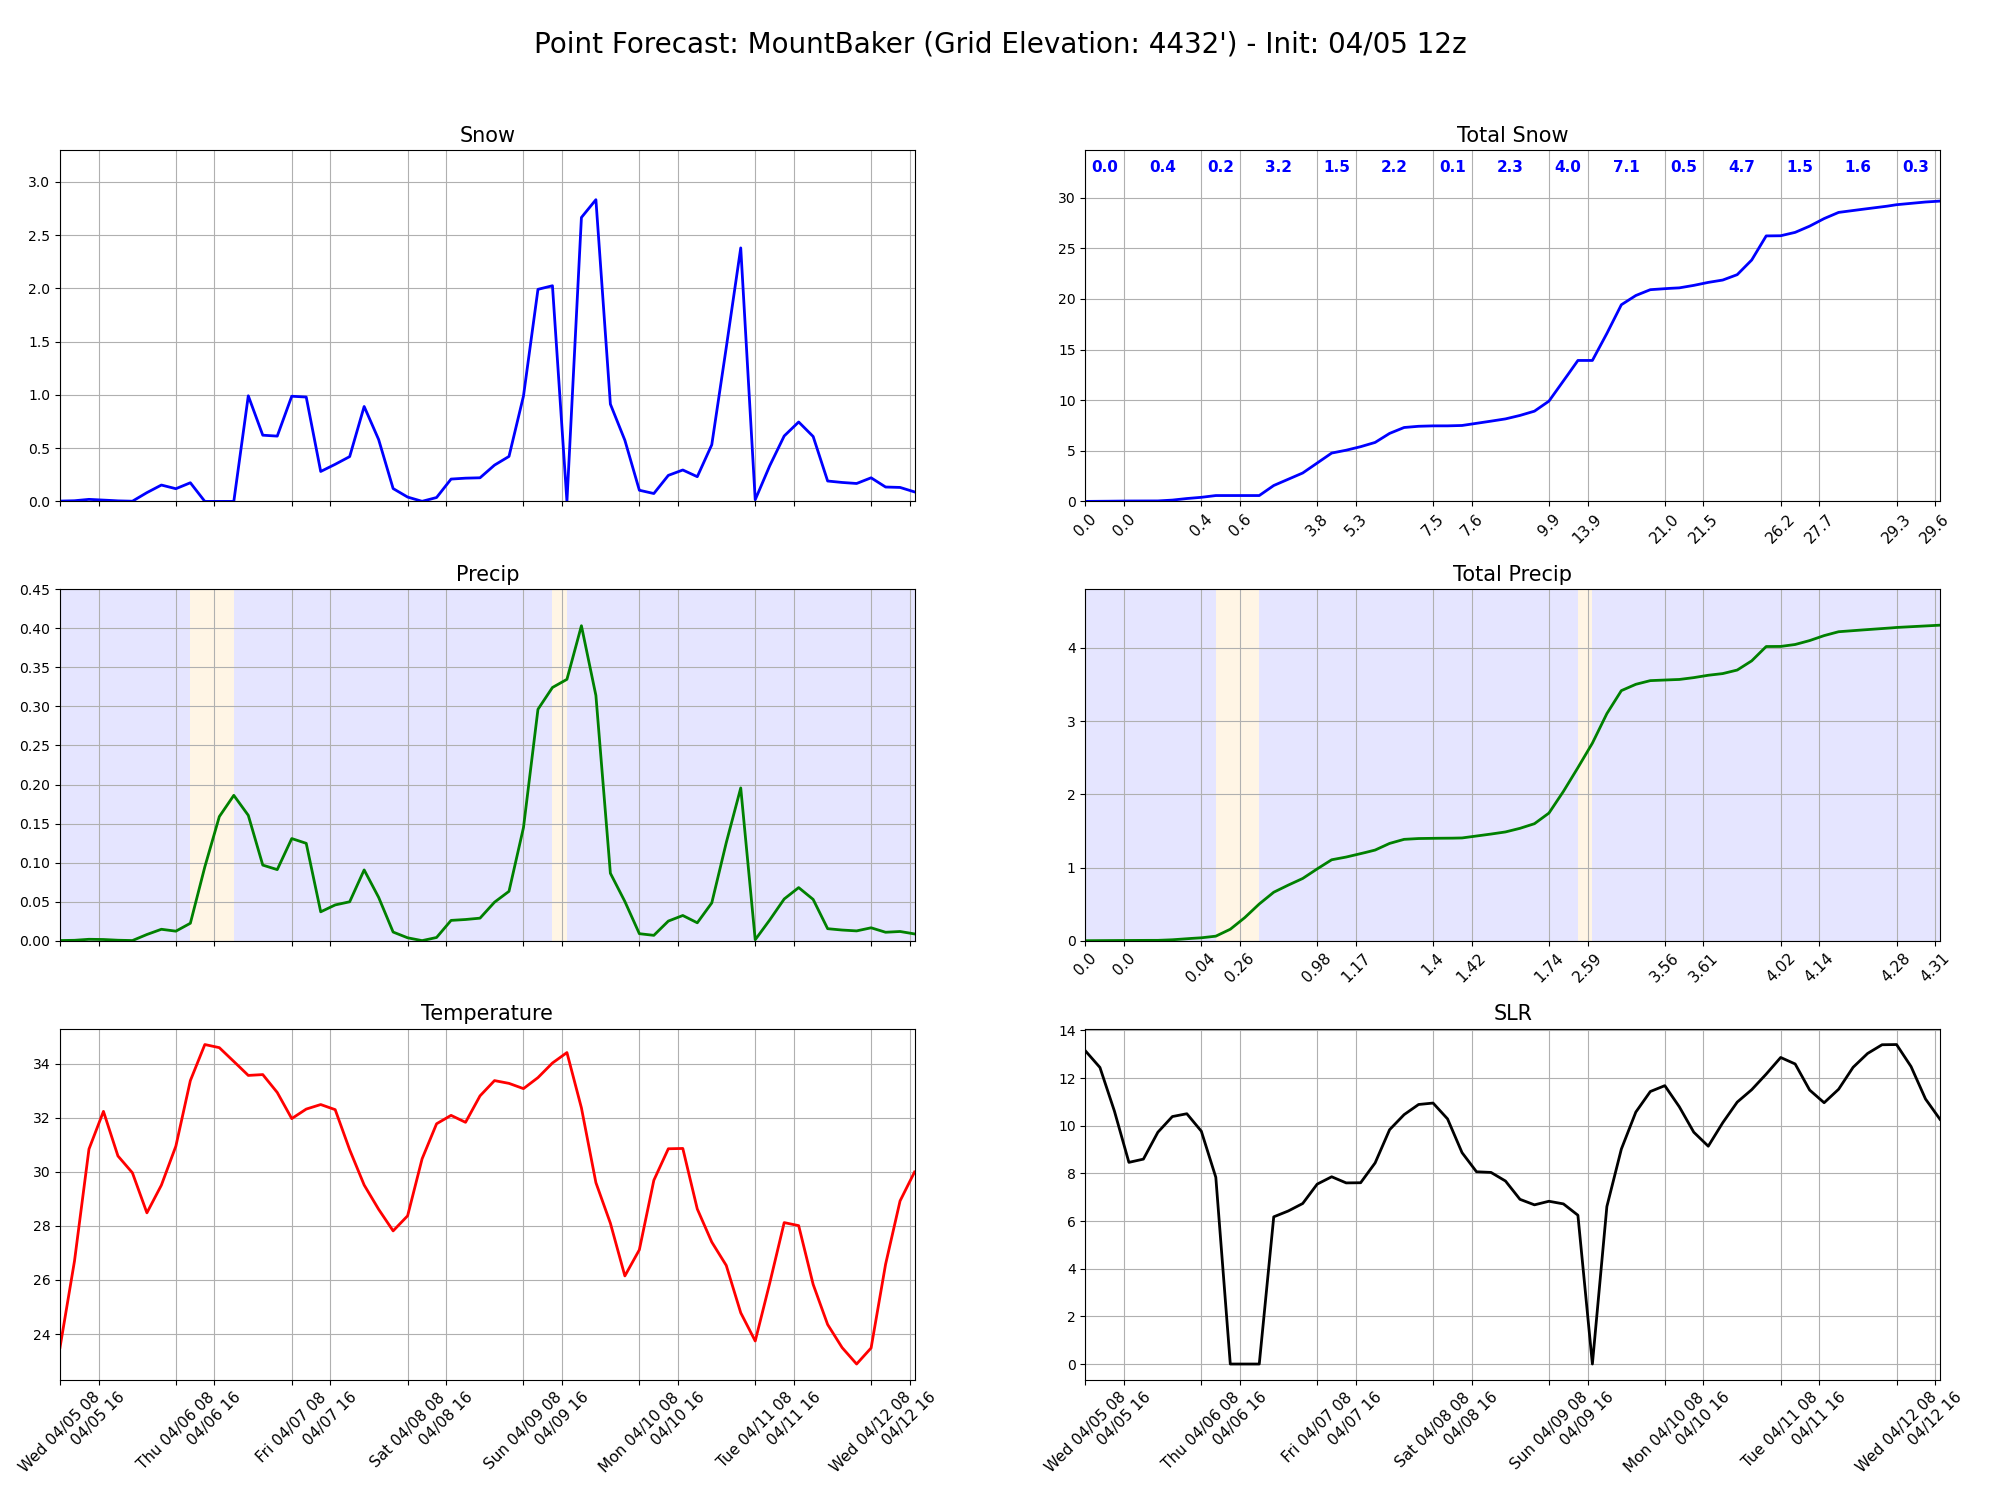 Point Forecast: MountBaker (Grid Elevation: 4432') - Init: 04/05 12z
Snow
3.0
2.5
2.0
1.5
1.0
0.5
0.0
Total Snow
0.0 0.4 0.2 3.2 1.5 2.2 0.1 2.3 4.0 7.1 0.5 4.7 1.5 1.6 0.3
30
25
20
15
10
5
0
0.0 0.0 0.4 0.6 3.8 5.3 7.5 7.6 9.9 13.9 21.0 21.5 26.2 27.7 29.3 29.6
Precip
0.45
0.40
0.35
0.30
0.25
0.20
0.15
0.10
0.05
0.00
Total Precip
4
3
2
1
0
0.0 0.0 0.04 0.26 0.98 1.17 1.4 1.42 1.74 2.59 3.56 3.61 4.02 4.14 4.28 4.31
Temperature
34
32
30
28
26
24
Wed 04/05 08
04/05 16
Thu 04/06 08
04/06 16
Fri 04/07 08
04/07 16
Sat 04/08 08
04/08 16
Sun 04/09 08
04/09 16
Mon 04/10 08
04/10 16
Tue 04/11 08
04/11 16
Wed 04/12 08
04/12 16
SLR
14
12
10
8
6
4
2
0
Wed 04/05 08
04/05 16
Thu 04/06 08
04/06 16
Fri 04/07 08
04/07 16
Sat 04/08 08
04/08 16
Sun 04/09 08
04/09 16
Mon 04/10 08
04/10 16
Tue 04/11 08
04/11 16
Wed 04/12 08
04/12 16